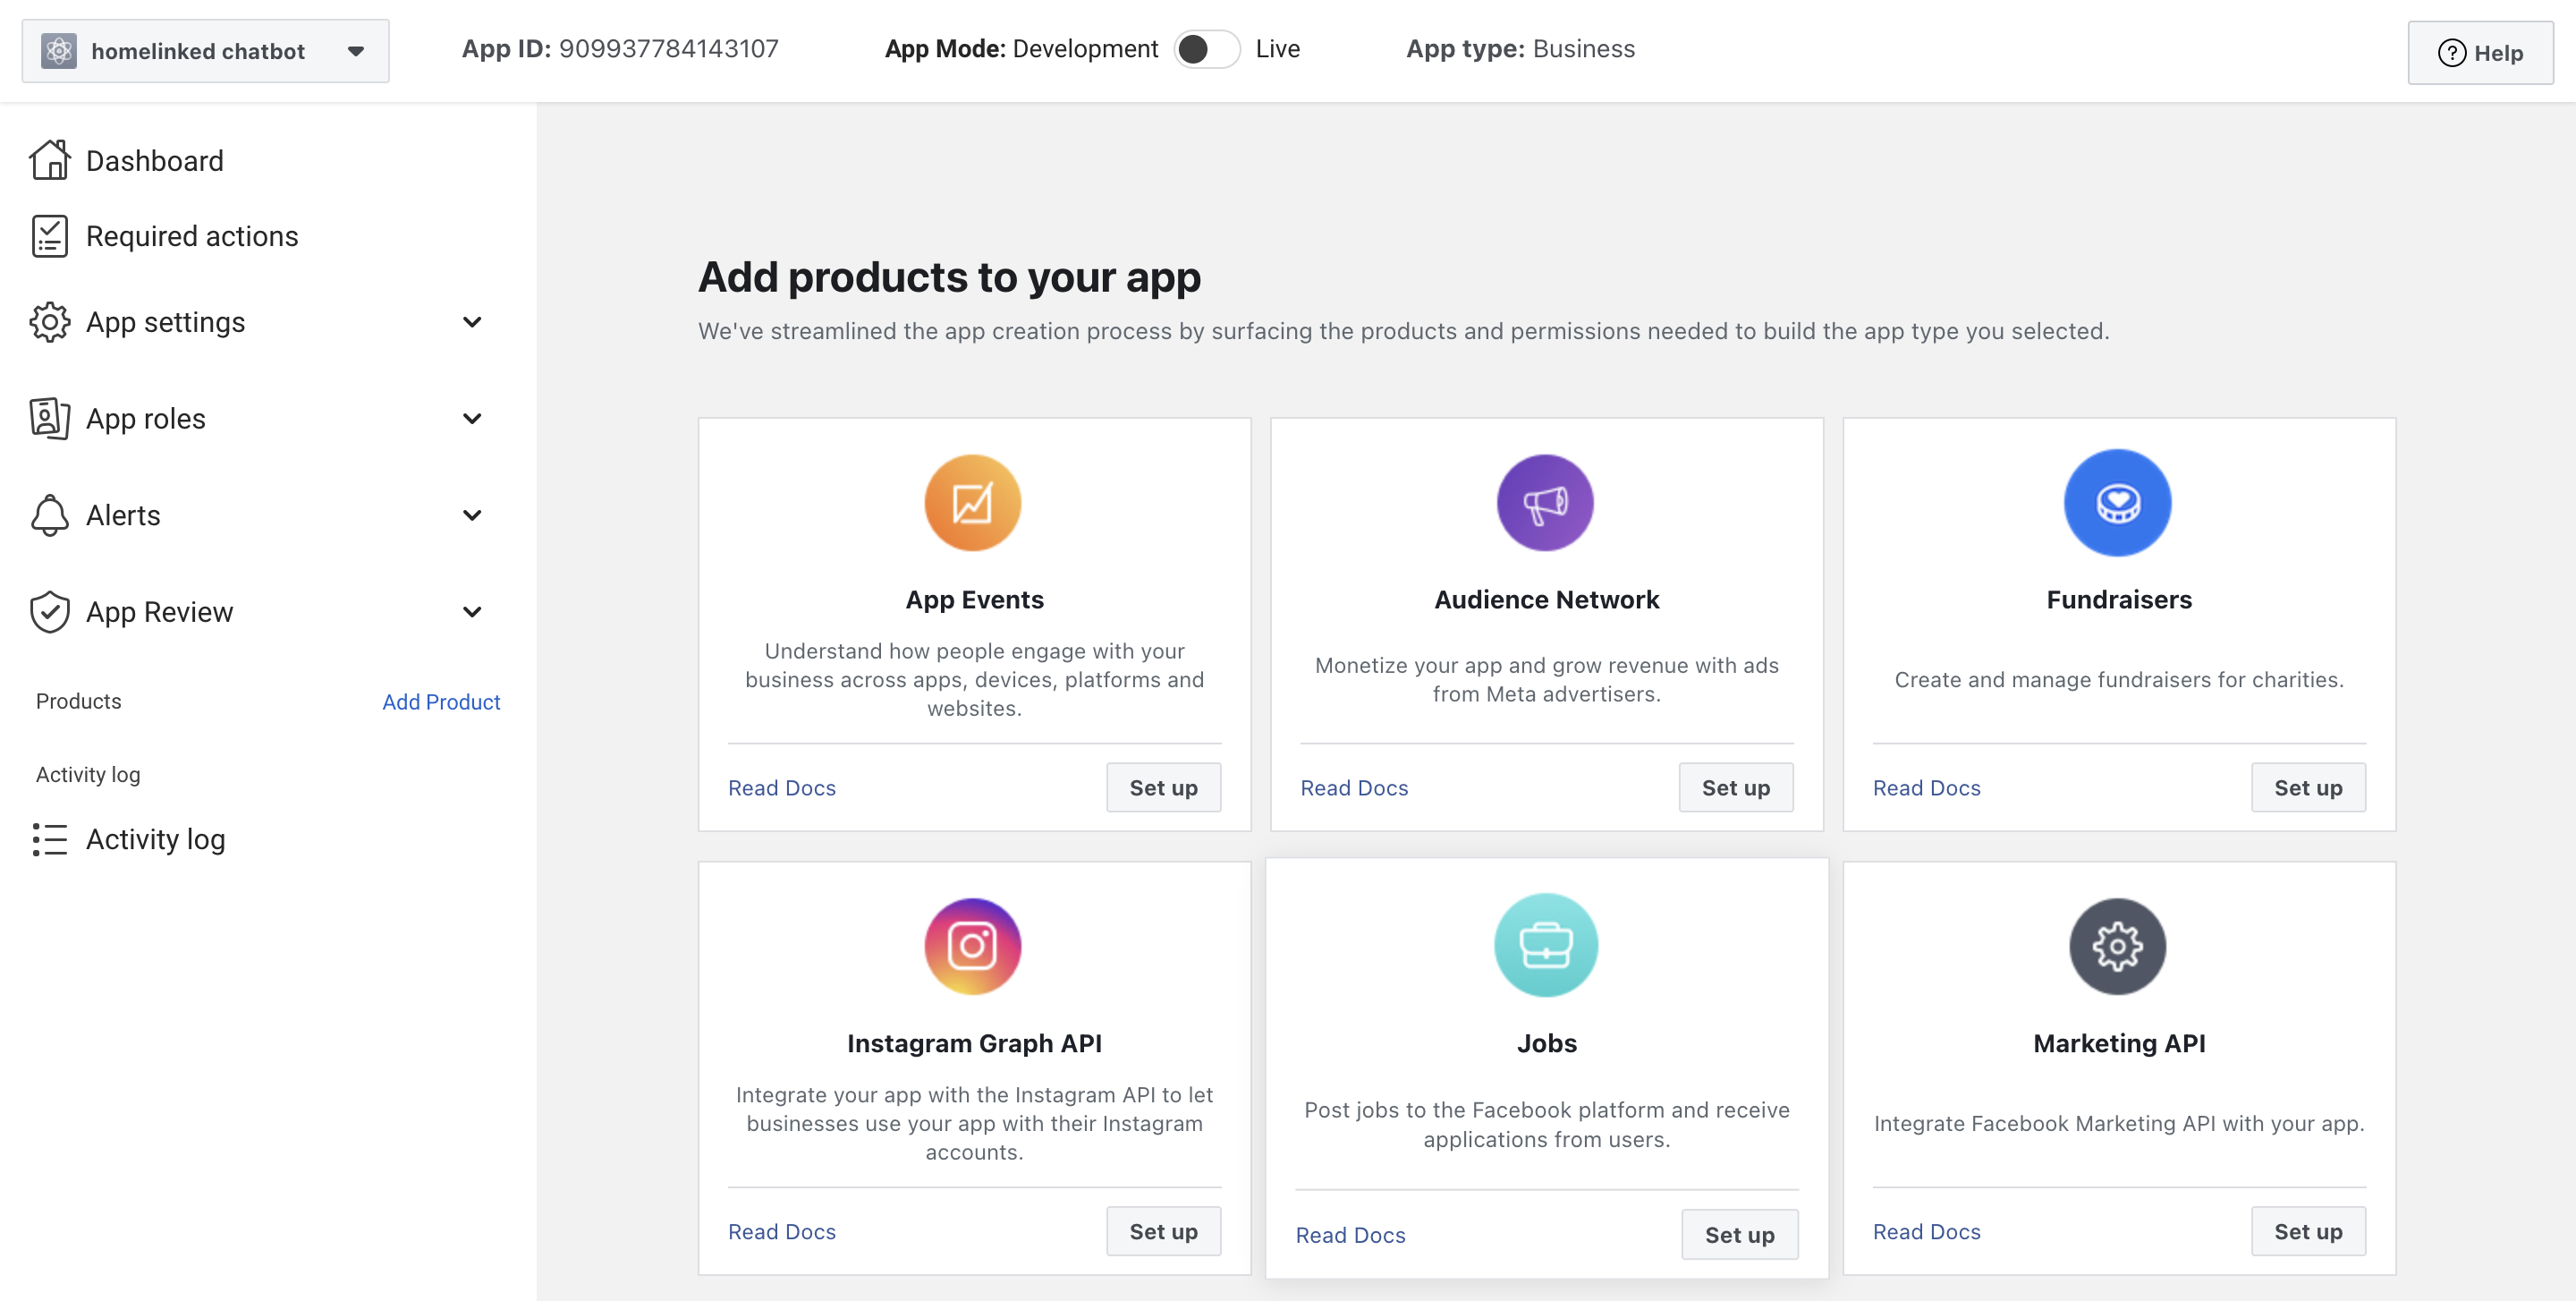 homelinked chatbot
App ID: 909937784143107
App Mode: Development
Live
App type: Business
Help
Dashboard
Required actions
App settings
App roles
Alerts
App Review
Products
Add Product
Activity log
Activity log
Add products to your app
We've streamlined the app creation process by surfacing the products and permissions needed to build the app type you selected.
App Events
Understand how people engage with your
business across apps, devices, platforms and
websites.
Read Docs
Set up
Audience Network
Monetize your app and grow revenue with ads
from Meta advertisers.
Read Docs
Set up
Fundraisers
Create and manage fundraisers for charities.
Read Docs
Set up
Instagram Graph API
Integrate your app with the Instagram API to let
businesses use your app with their Instagram
accounts.
Read Docs
Set up
Jobs
Post jobs to the Facebook platform and receive
applications from users.
Read Docs
Set up
Marketing API
Integrate Facebook Marketing API with your app.
Read Docs
Set up